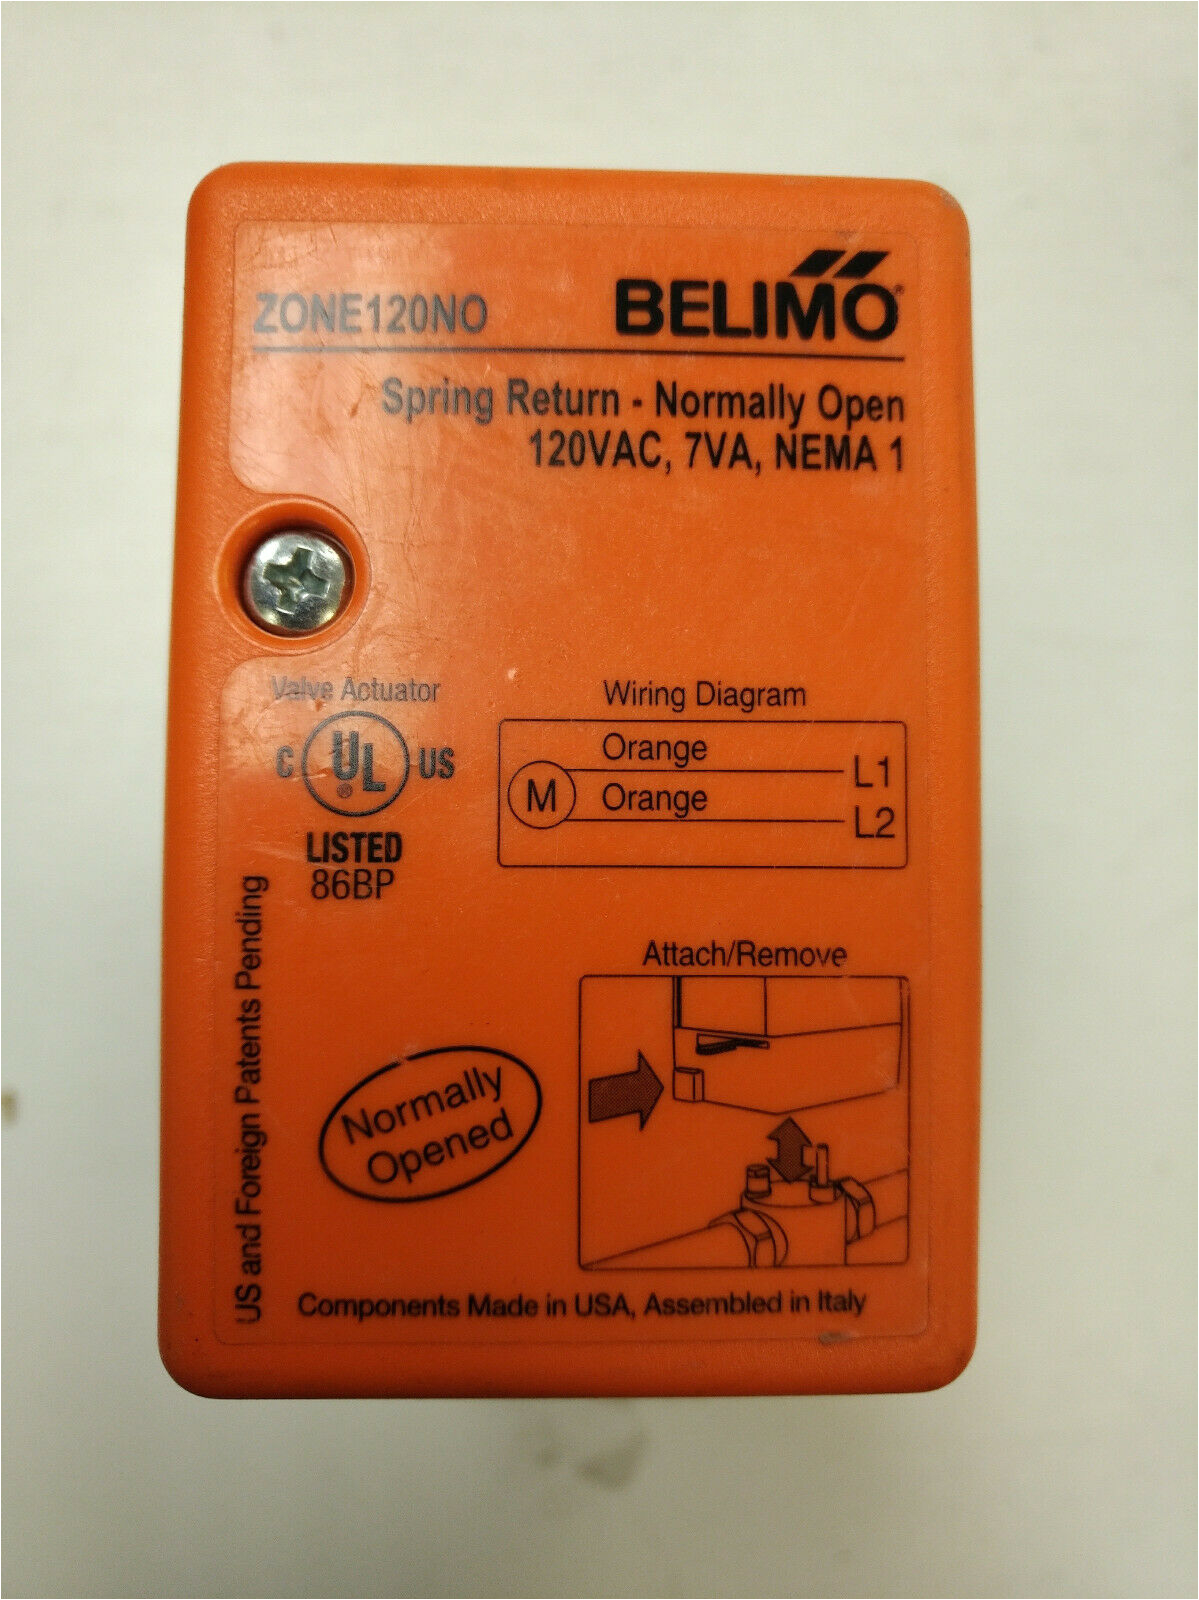 ZONE120NO
BELIMO®
Spring Return - Normally Open
120VAC, 7VA, NEMA 1
Valve Actuator
C UL® US
LISTED
86BP
Wiring Diagram
Orange
L1
M
Orange
L2
US and Foreign Patents Pending
Attach/Remove
Normally
Opened
Components Made in USA, Assembled in Italy